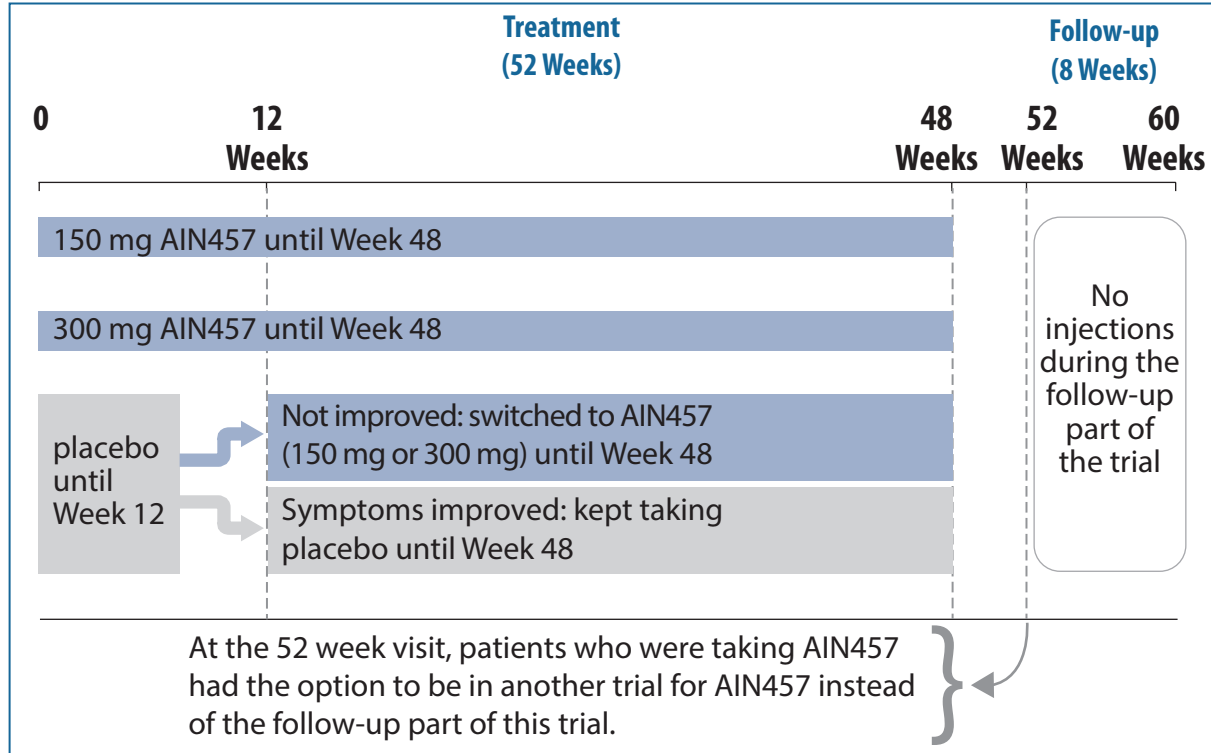 Treatment
(52 Weeks)
Follow-up
(8 Weeks)
0
12
Weeks
48
Weeks
52
Weeks
60
Weeks
150 mg AIN457 until Week 48
300 mg AIN457 until Week 48
placebo
until
Week 12
Not improved: switched to AIN457
(150 mg or 300 mg) until Week 48
Symptoms improved: kept taking
placebo until Week 48
No
injections
during the
follow-up
part of
the trial
At the 52 week visit, patients who were taking AIN457
had the option to be in another trial for AIN457 instead
of the follow-up part of this trial.